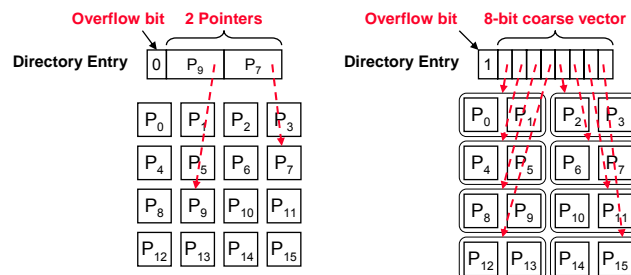 Overflow bit 2 Pointers
Directory Entry 0 P9 P7
P0 P1 P2 P3
P4 P5 P6 P7
P8 P9 P10 P11
P12 P13 P14 P15
Overflow bit 8-bit coarse vector
Directory Entry 1
P0 P1 P2 P3
P4 P5 P6 P7
P8 P9 P10 P11
P12 P13 P14 P15